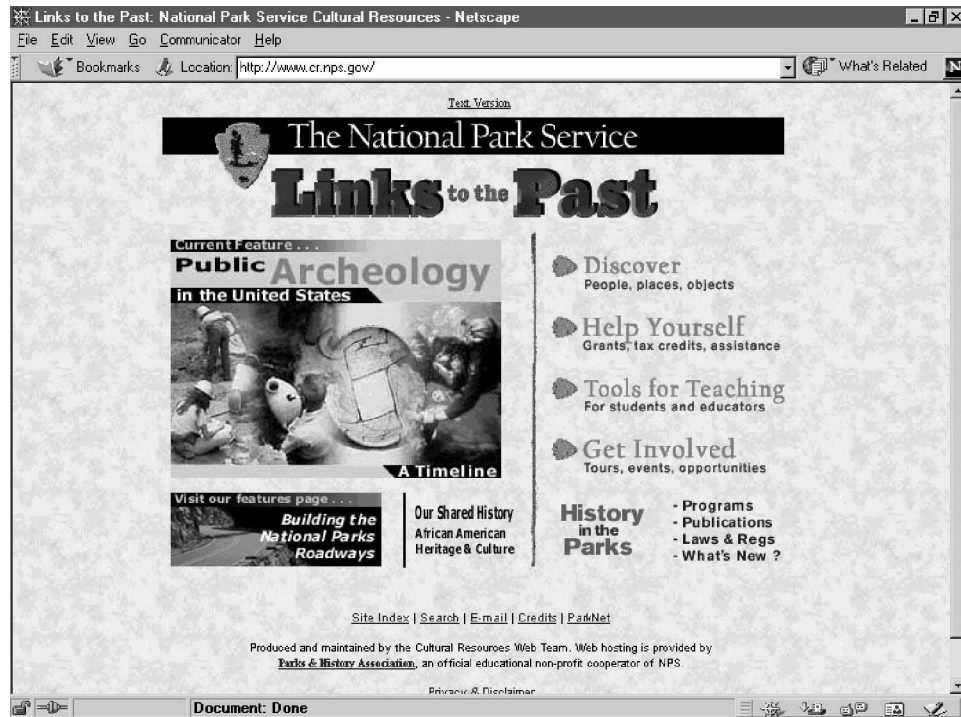 Links to the Past: National Park Service Cultural Resources - Netscape
File Edit View Go Communicator Help
Bookmarks Location: http://www.cr.nps.gov/ What's Related N
Text Version
The National Park Service
Links to the Past
Current Feature . . .
Public Archeology
in the United States
A Timeline
Discover
People, places, objects
Help Yourself
Grants, tax credits, assistance
Tools for Teaching
For students and educators
Get Involved
Tours, events, opportunities
Visit our features page . . .
Building the
National Parks
Roadways
Our Shared History
African American
Heritage & Culture
History
in the
Parks
- Programs
- Publications
- Laws & Regs
- What's New ?
Site Index | Search | E-mail | Credits | ParkNet
Produced and maintained by the Cultural Resources Web Team. Web hosting is provided by
Parks & History Association, an official educational non-profit cooperator of NPS.
Privacy & Disclaimer
Document: Done